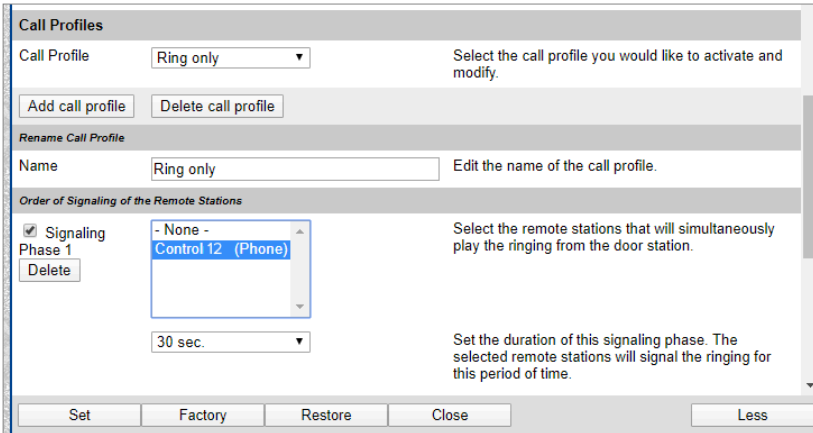 Call Profiles
Call Profile
Ring only
Select the call profile you would like to activate and
modify.
Add call profile
Delete call profile
Rename Call Profile
Name
Ring only
Edit the name of the call profile.
Order of Signaling of the Remote Stations
Signaling
Phase 1
Delete
- None -
Control 12 (Phone)
Select the remote stations that will simultaneously
play the ringing from the door station.
30 sec.
Set the duration of this signaling phase. The
selected remote stations will signal the ringing for
this period of time.
Set
Factory
Restore
Close
Less